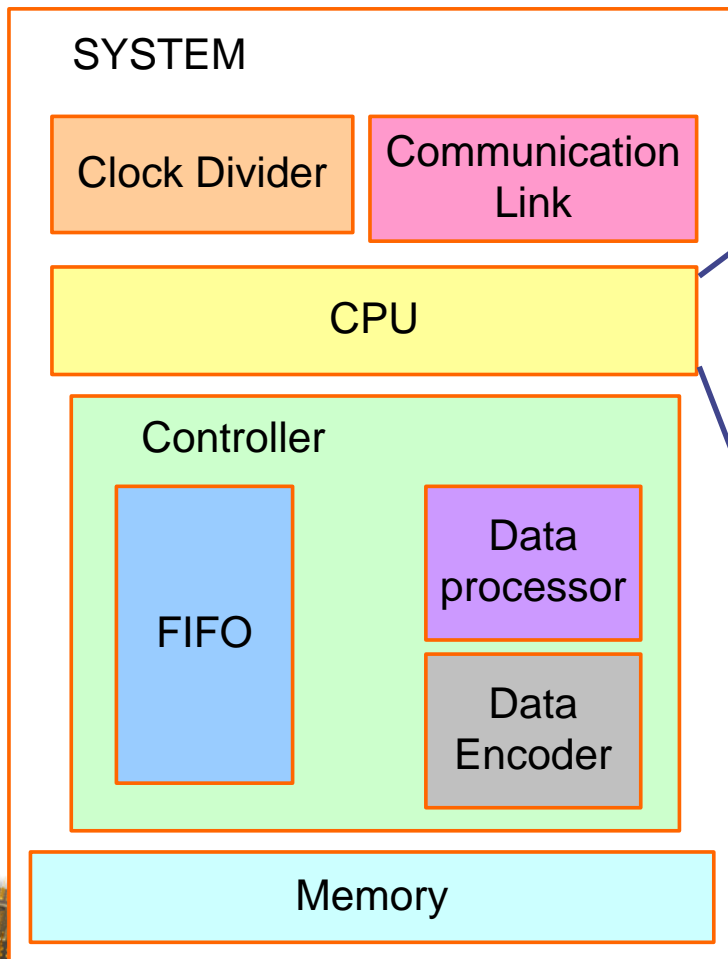 SYSTEM
Clock Divider
Communication
Link
CPU
Controller
FIFO
Data
processor
Data
Encoder
Memory